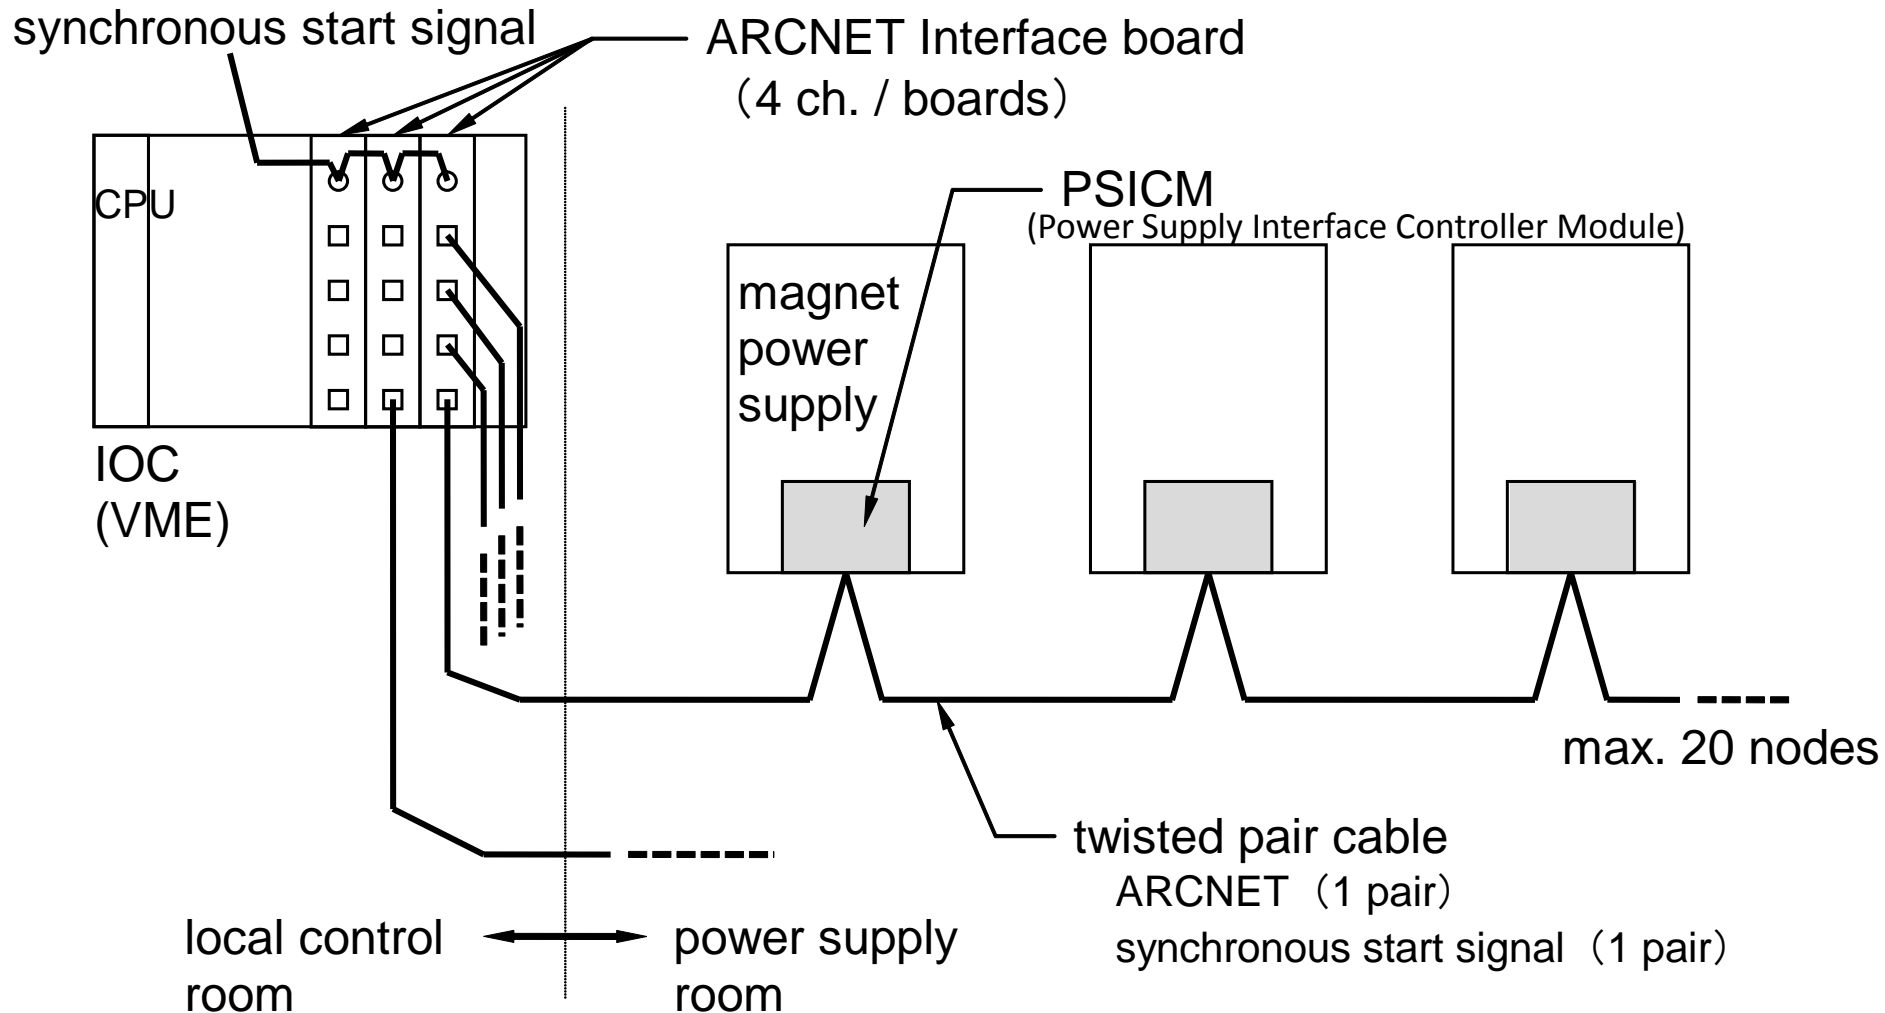 synchronous start signal
ARCNET Interface board
（4 ch. / boards）
CPU
PSICM
(Power Supply Interface Controller Module)
magnet
power
supply
IOC
(VME)
max. 20 nodes
twisted pair cable
ARCNET（1 pair）
synchronous start signal（1 pair）
local control
room
power supply
room